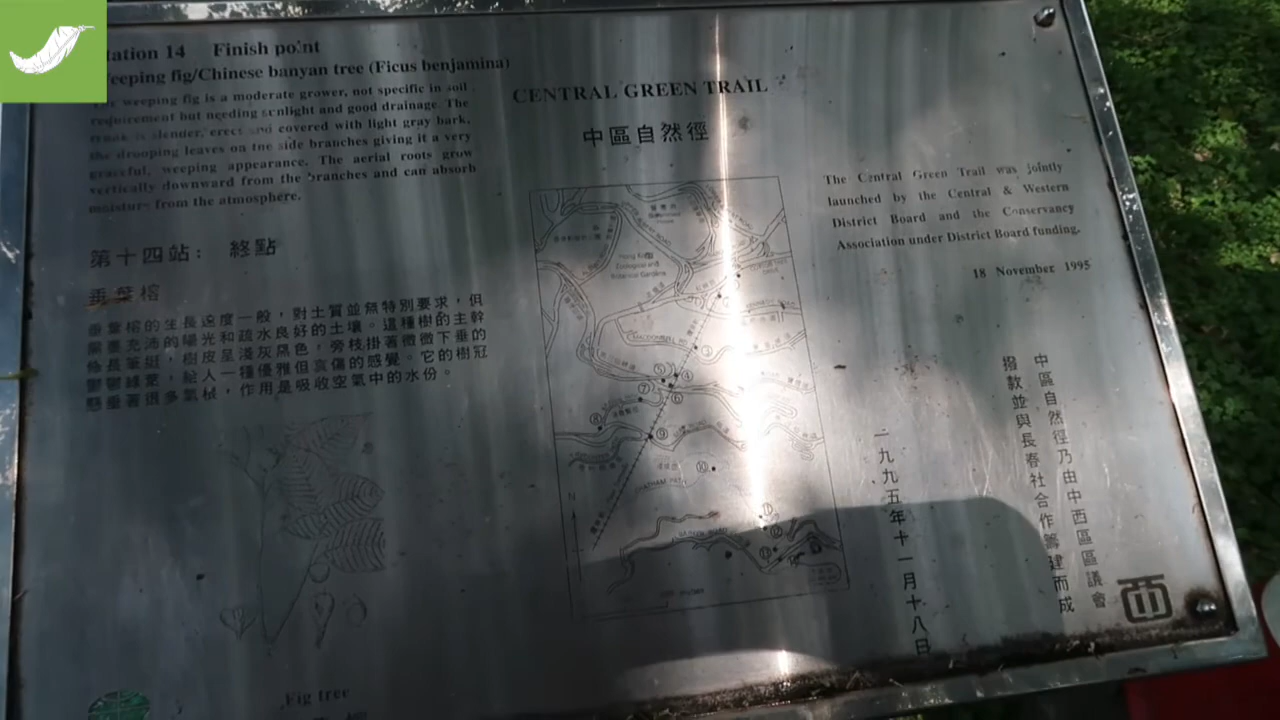 tation 14 Finish point
eeping fig/Chinese banyan tree (Ficus benjamina)
The weeping fig is a moderate grower, not specific in soil
requirement but needing sunlight and good drainage. The
trunk is slender, erect and covered with light gray bark,
the drooping leaves on the side branches giving it a very
graceful, weeping appearance. The aerial roots grow
vertically downward from the branches and can absorb
moisture from the atmosphere.
第十四站： 終點
垂葉榕
垂葉榕的生長速度一般，對土質並無特別要求，但
需要充沛的陽光和疏水良好的土壤。這種樹的主幹
修長筆挺，樹皮呈淺灰黑色，旁枝掛著微微下垂的
鬱鬱綠葉，給人一種優雅但哀傷的感覺。它的樹冠
懸垂著很多氣根，作用是吸收空氣中的水份。
Fig tree
CENTRAL GREEN TRAIL
中區自然徑
Hong Kong
Zoological and
Botanical Gardens
MACDONNELL
CHATHAM PATH
The Central Green Trail was jointly
launched by the Central & Western
District Board and the Conservancy
Association under District Board funding.
18 November 1995
中區自然徑乃由中西區區議會
撥款並與長春社合作籌建而成
一九九五年十一月十八日